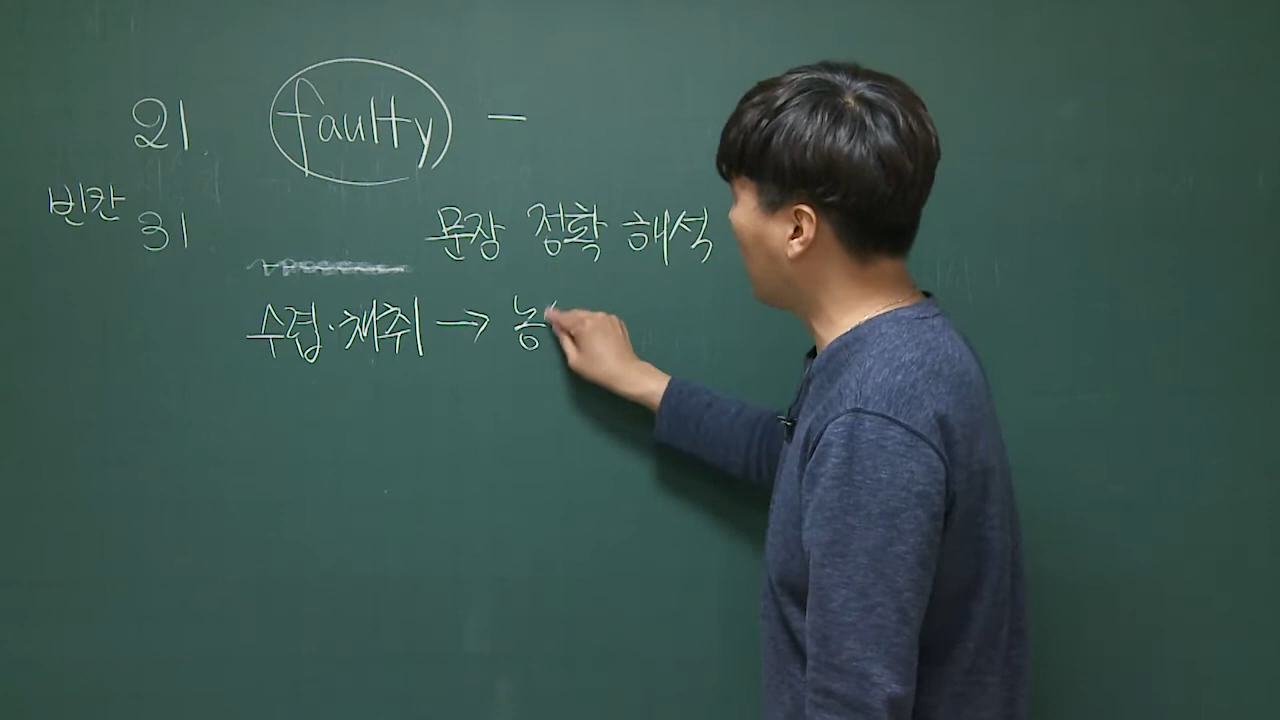 21. faulty –
빈칸
31 문장 정확 해석
수렵·채취 → 농